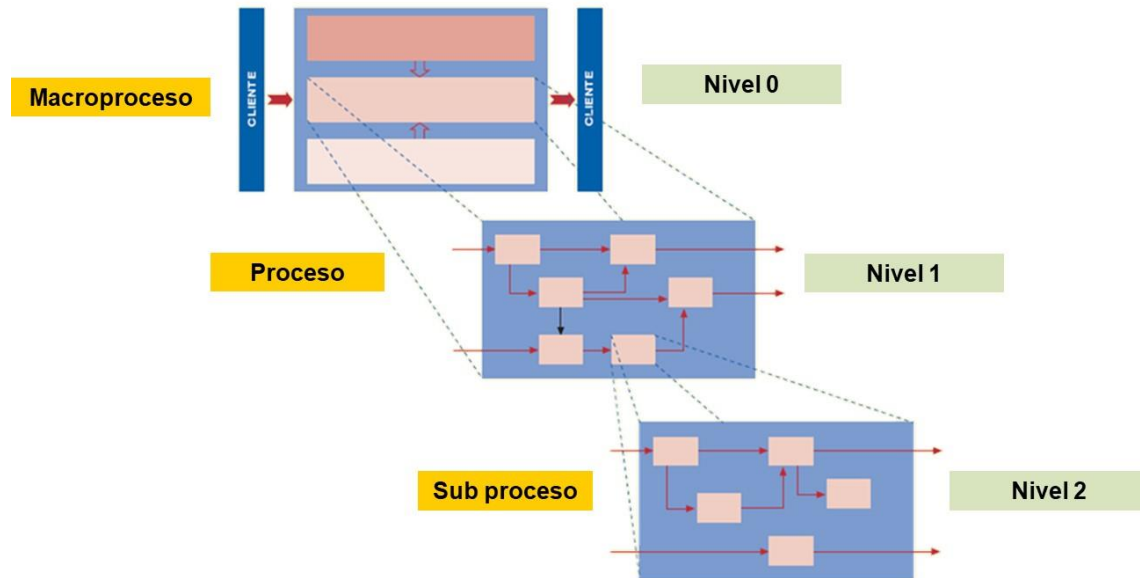 Macroproceso
CLIENTE
CLIENTE
Nivel 0
Proceso
Nivel 1
Sub proceso
Nivel 2